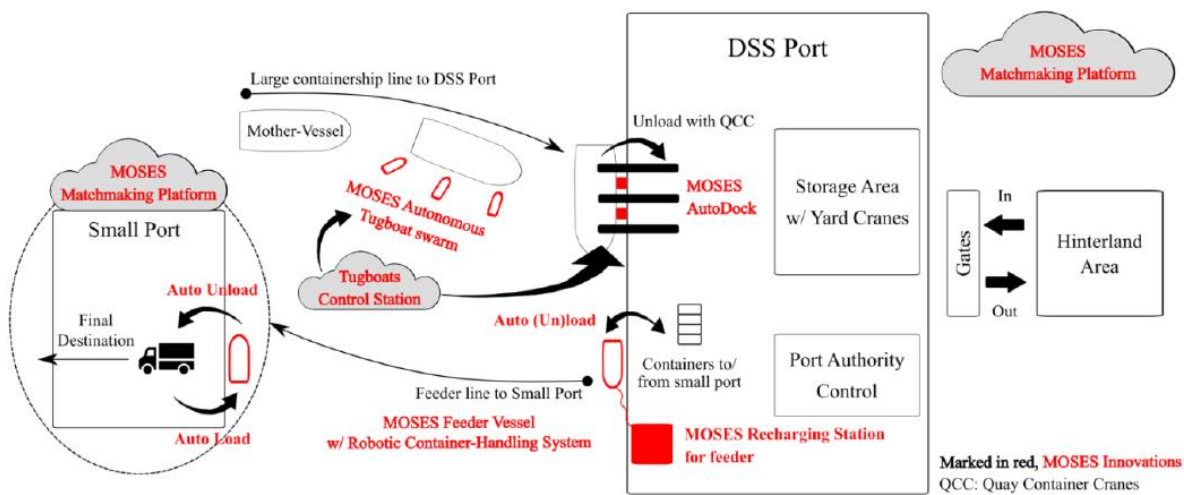 DSS Port
MOSES
Matchmaking Platform
Large containership line to DSS Port
Mother-Vessel
Unload with QCC
MOSES
AutoDock
Storage Area
w/ Yard Cranes
MOSES Autonomous
Tugboat swarm
MOSES
Matchmaking Platform
Small Port
Tugboats
Control Station
Gates
In
Out
Hinterland
Area
Auto Unload
Final
Destination
Auto Load
Auto (Un)load
Containers to/
from small port
Port Authority
Control
Feeder line to Small Port
MOSES Feeder Vessel
w/ Robotic Container-Handling System
MOSES Recharging Station
for feeder
Marked in red, MOSES Innovations
QCC: Quay Container Cranes